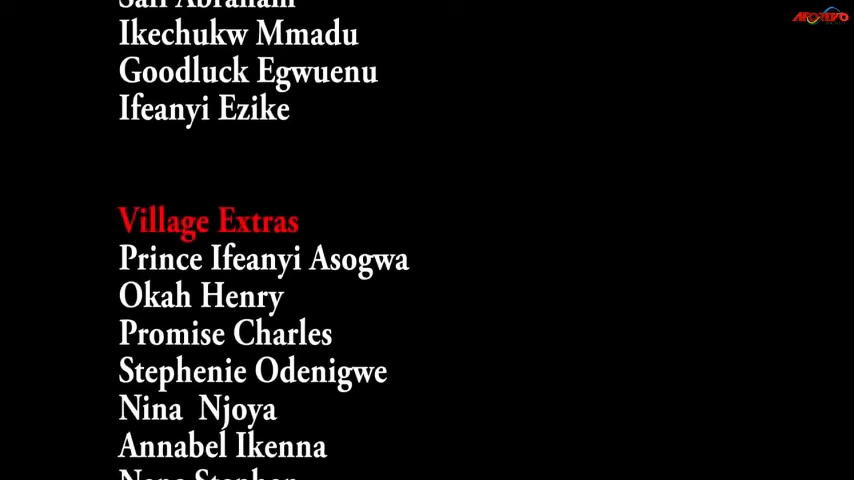 Ikechukw Mmadu
Goodluck Egwuenu
Ifeanyi Ezike
Village Extras
Prince Ifeanyi Asogwa
Okah Henry
Promise Charles
Stephenie Odenigwe
Nina Njoya
Annabel Ikenna